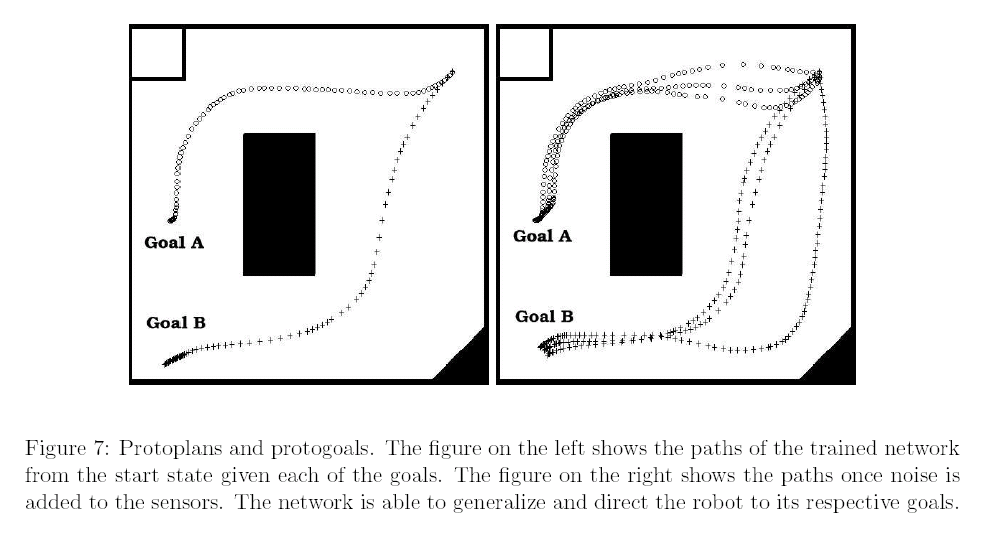 Goal A
Goal B
Goal A
Goal B
Figure 7: Protoplans and protogoals. The figure on the left shows the paths of the trained network
from the start state given each of the goals. The figure on the right shows the paths once noise is
added to the sensors. The network is able to generalize and direct the robot to its respective goals.